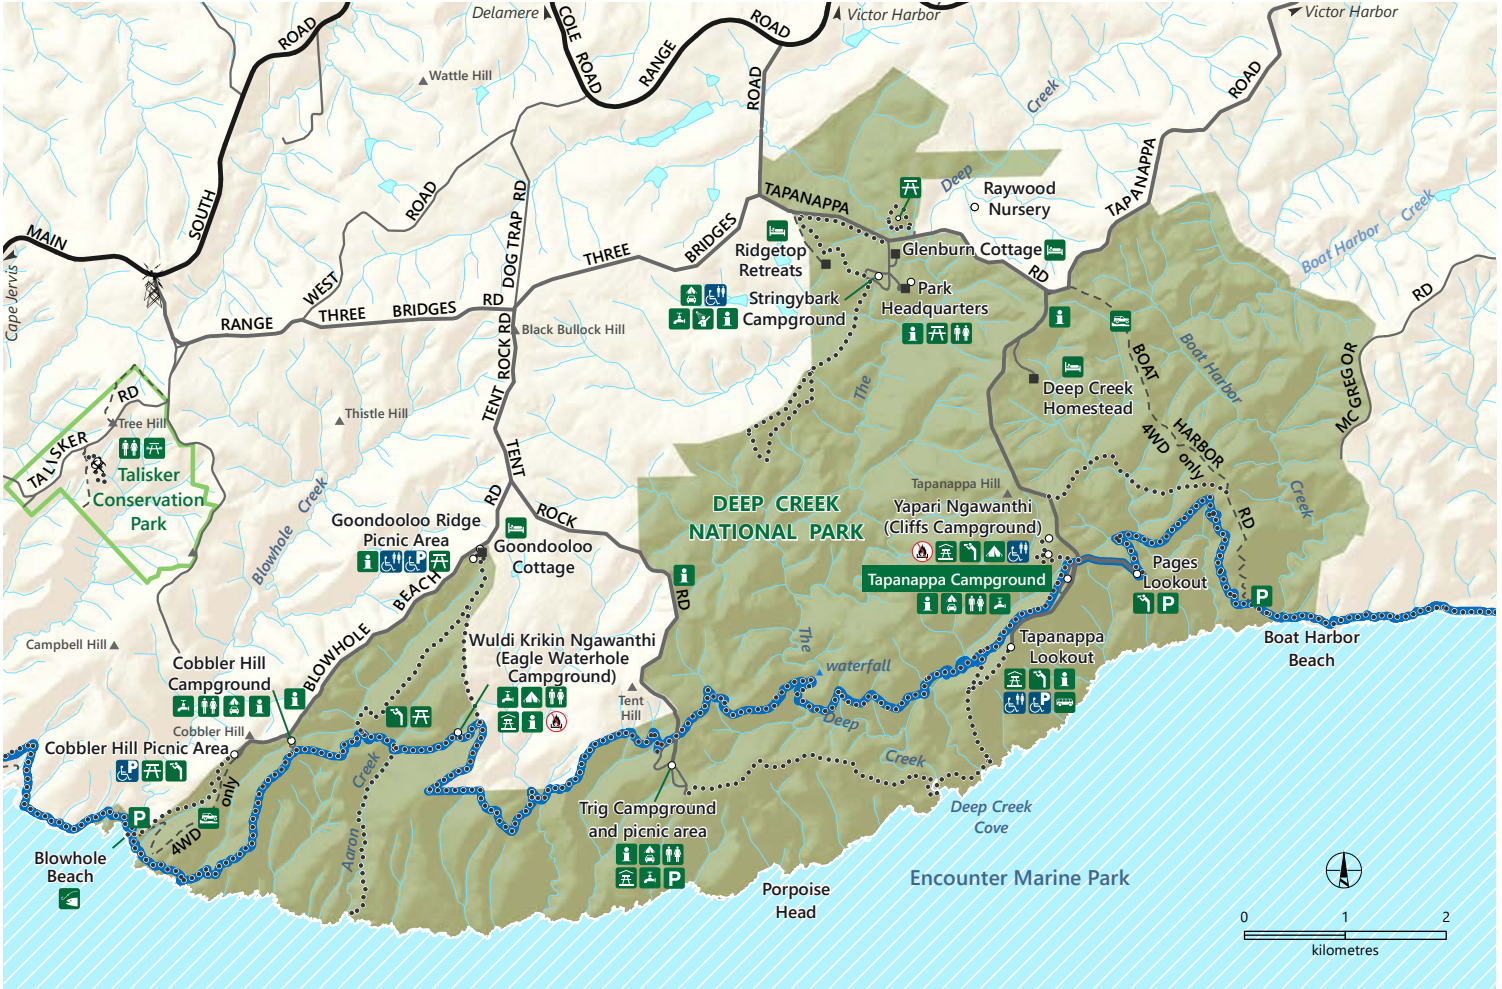 Delamere
Victor Harbor
Victor Harbor
ROAD
COLE ROAD
RANGE
ROAD
Wattle Hill
ROAD
Creek
ROAD
Deep
Raywood
Nursery
TAPANAPPA
TAPANAPPA
SOUTH
MAIN
Cape Jervis
ROAD
WEST
DOG TRAP RD
THREE
BRIDGES
Ridgetop
Retreats
Glenburn Cottage
RD
Boat Harbor
Creek
RD
Stringybark
Campground
Park
Headquarters
RANGE
THREE
BRIDGES
RD
Black Bullock Hill
TENT ROCK RD
The
Deep Creek
Homestead
BOAT
HARBOR
RD
4WD
only
Boat Harbor
Creek
MC GREGOR
RD
Tree Hill
TALISKER
Talisker
Conservation
Park
Thistle Hill
Blowhole
Creek
TENT
ROCK
RD
RD
DEEP CREEK
NATIONAL PARK
Tapanappa Hill
Yapari Ngawanthi
(Cliffs Campground)
Goondooloo Ridge
Picnic Area
P
Goondooloo
Cottage
Tapanappa Campground
Pages
Lookout
P
P
Boat Harbor
Beach
BLOWHOLE
BEACH
Campbell Hill
Cobbler Hill
Campground
Cobbler Hill
Wuldi Krikin Ngawanthi
(Eagle Waterhole
Campground)
Tent
Hill
The
waterfall
Deep
Creek
Tapanappa
Lookout
P
Cobbler Hill Picnic Area
P
only
4WD
P
Blowhole
Beach
Creek
Aaron
Trig Campground
and picnic area
P
Deep Creek
Cove
Porpoise
Head
Encounter Marine Park
0
1
2
kilometres